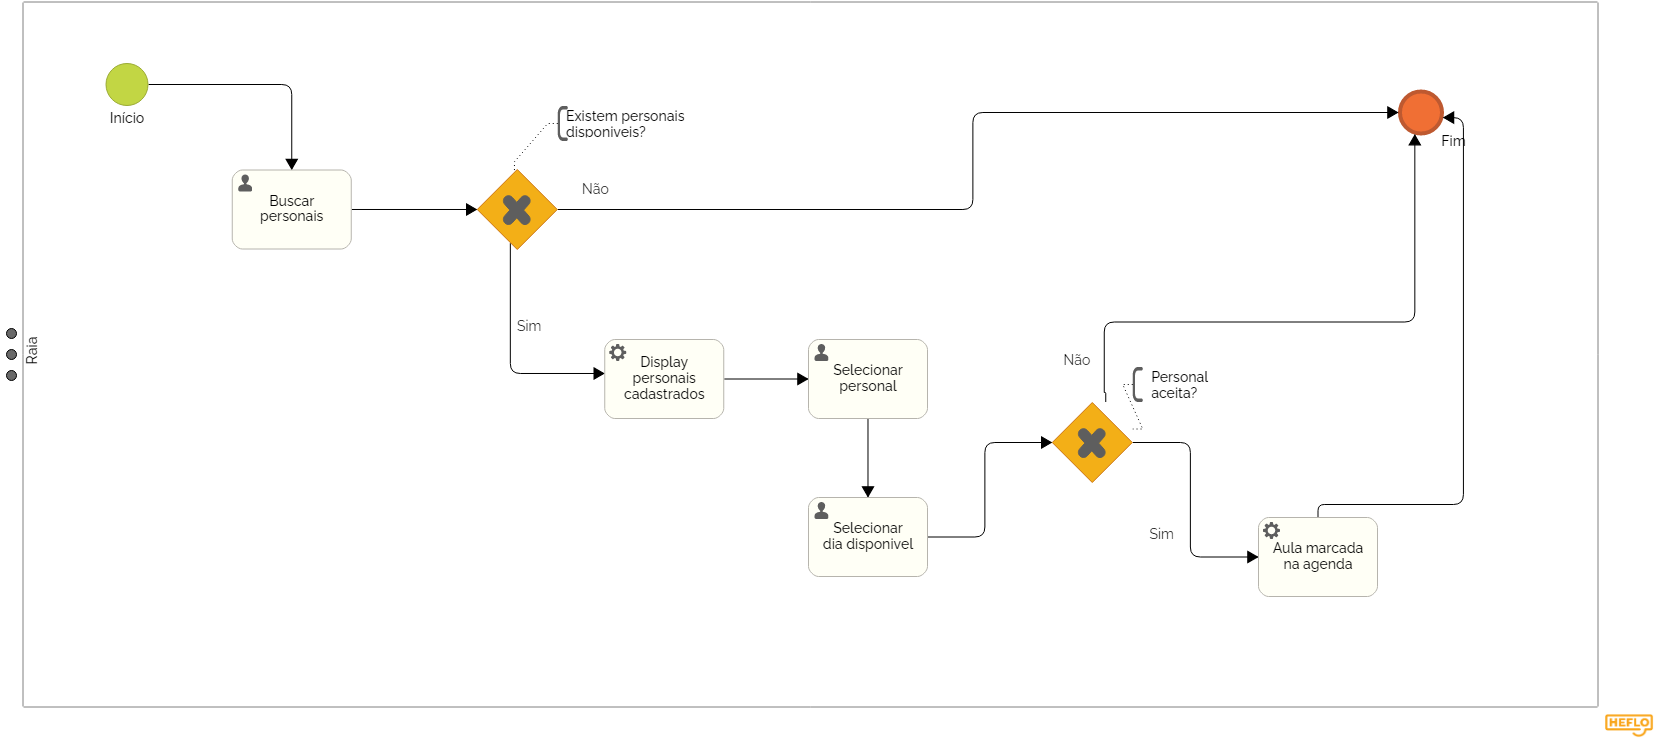 Início
Existem personais
disponiveis?
Fim
Não
Buscar
personais
Sim
Raia
Display
personais
cadastrados
Selecionar
personal
Não
Personal
aceita?
Selecionar
dia disponivel
Sim
Aula marcada
na agenda
HEFLO